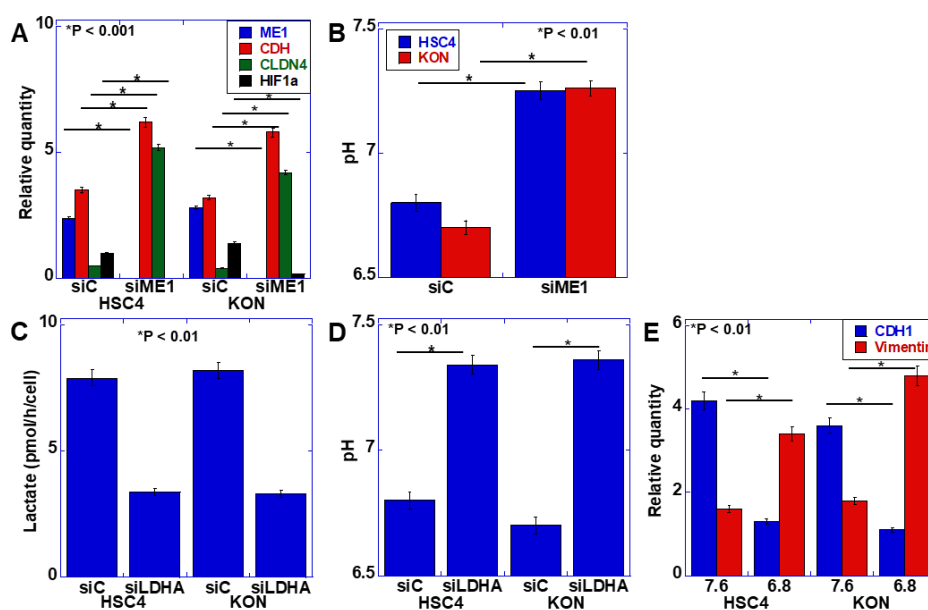 A
*P < 0.001
ME1
CDH
CLDN4
HIF1a
Relative quantity
10
5
0
* * * * * * * *
siC siME1 siC siME1
HSC4 KON
B
HSC4
KON
*P < 0.01
pH
7.5
7
6.5
* *
siC siME1
C
*P < 0.01
Lactate (pmol/h/cell)
10
5
0
siC siLDHA siC siLDHA
HSC4 KON
D
*P < 0.01
pH
7.5
7
6.5
* *
siC siLDHA siC siLDHA
HSC4 KON
E
*P < 0.01
CDH1
Vimentin
Relative quantity
6
4
2
0
* * * *
7.6 6.8 7.6 6.8
HSC4 KON